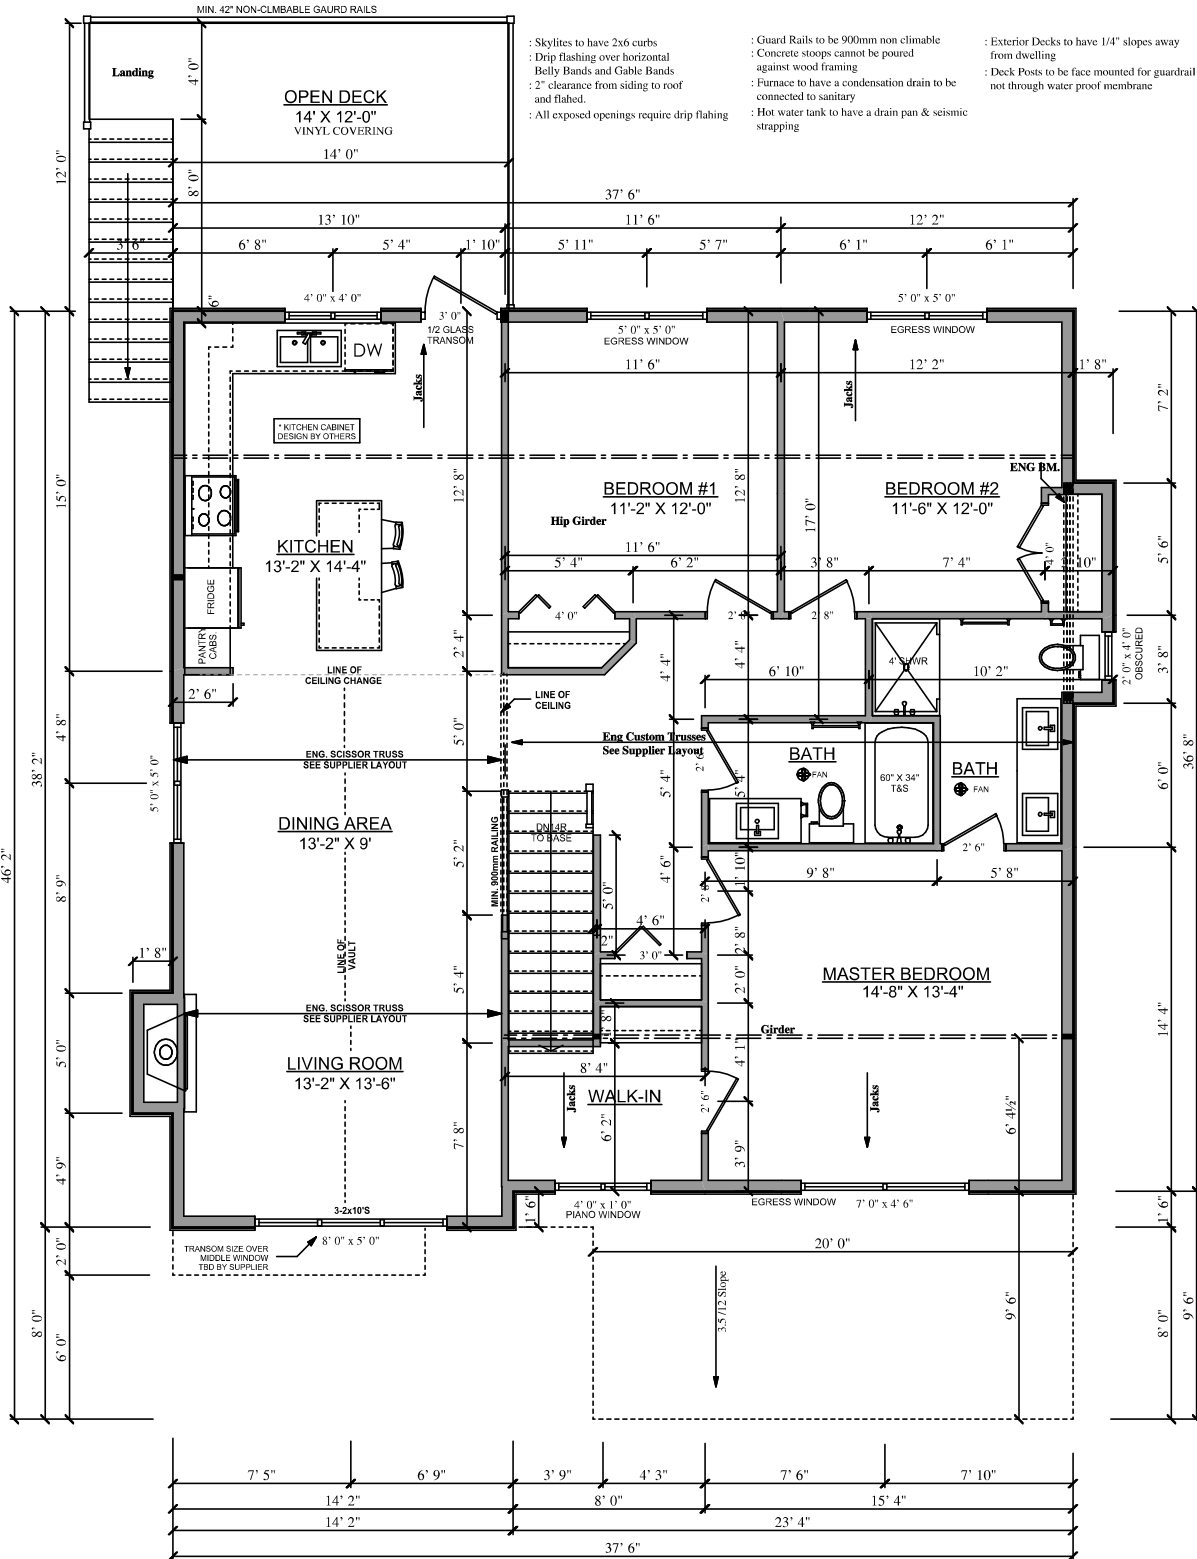 MIN. 42" NON-CLMBABLE GAURD RAILS
: Skylites to have 2x6 curbs
: Drip flashing over horizontal
Belly Bands and Gable Bands
: 2" clearance from siding to roof
and flahed.
: All exposed openings require drip flahing
: Guard Rails to be 900mm non climable
: Concrete stoops cannot be poured
against wood framing
: Furnace to have a condensation drain to be
connected to sanitary
: Hot water tank to have a drain pan & seismic
strapping
: Exterior Decks to have 1/4" slopes away
from dwelling
: Deck Posts to be face mounted for guardrail
not through water proof membrane
Landing
4' 0"
OPEN DECK
14' X 12'-0"
VINYL COVERING
14' 0"
12' 0"
8' 0"
37' 6"
13' 10"
11' 6"
12' 2"
3' 6"
6' 8"
5' 4"
1' 10"
5' 11"
5' 7"
6' 1"
6' 1"
6"
4' 0" x 4' 0"
3' 0"
1/2 GLASS
TRANSOM
5' 0" x 5' 0"
EGRESS WINDOW
5' 0" x 5' 0"
EGRESS WINDOW
DW
Jacks
11' 6"
Jacks
12' 2"
1' 8"
7' 2"
* KITCHEN CABINET
DESIGN BY OTHERS
15' 0"
12' 8"
12' 8"
17' 0"
ENG BM.
BEDROOM #1
11'-2" X 12'-0"
BEDROOM #2
11'-6" X 12'-0"
Hip Girder
KITCHEN
13'-2" X 14'-4"
11' 6"
5' 4"
6' 2"
3' 8"
7' 4"
4' 0"
10"
5' 6"
FRIDGE
PANTRY
CABS.
4' 0"
2' 8"
2' 4"
4' 4"
4' 4"
4' SHWR
6' 10"
10' 2"
2' 0" x 4' 0"
OBSCURED
3' 8"
LINE OF
CEILING CHANGE
2' 6"
LINE OF
CEILING
4' 8"
5' 0"
38' 2"
36' 8"
46' 2"
5' 0" x 5' 0"
ENG. SCISSOR TRUSS
SEE SUPPLIER LAYOUT
Eng Custom Trusses
See Supplier Layout
2' 6"
BATH
FAN
60" X 34"
T&S
BATH
FAN
5' 4"
5' 4"
6' 0"
DINING AREA
13'-2" X 9'
DN14R
TO BASE
MIN. 900mm RAILING
2' 6"
5' 2"
8' 9"
4' 6"
1' 10"
9' 8"
5' 8"
5' 0"
4' 6"
2"
3' 0"
2' 8"
LINE OF
VAULT
1' 8"
5' 4"
2' 0"
MASTER BEDROOM
14'-8" X 13'-4"
14' 4"
ENG. SCISSOR TRUSS
SEE SUPPLIER LAYOUT
Girder
5' 0"
4' 1"
LIVING ROOM
13'-2" X 13'-6"
8' 4"
WALK-IN
Jacks
2' 6"
Jacks
6' 4½"
7' 8"
6' 2"
3' 9"
4' 9"
3-2x10'S
8' 0" x 5' 0"
TRANSOM SIZE OVER
MIDDLE WINDOW
TBD BY SUPPLIER
1' 6"
4' 0" x 1' 0"
PIANO WINDOW
EGRESS WINDOW
7' 0" x 4' 6"
1' 6"
2' 0"
20' 0"
8' 0"
6' 0"
3.5 /12 Slope
9' 6"
8' 0"
9' 6"
7' 5"
6' 9"
3' 9"
4' 3"
7' 6"
7' 10"
14' 2"
8' 0"
15' 4"
14' 2"
23' 4"
37' 6"